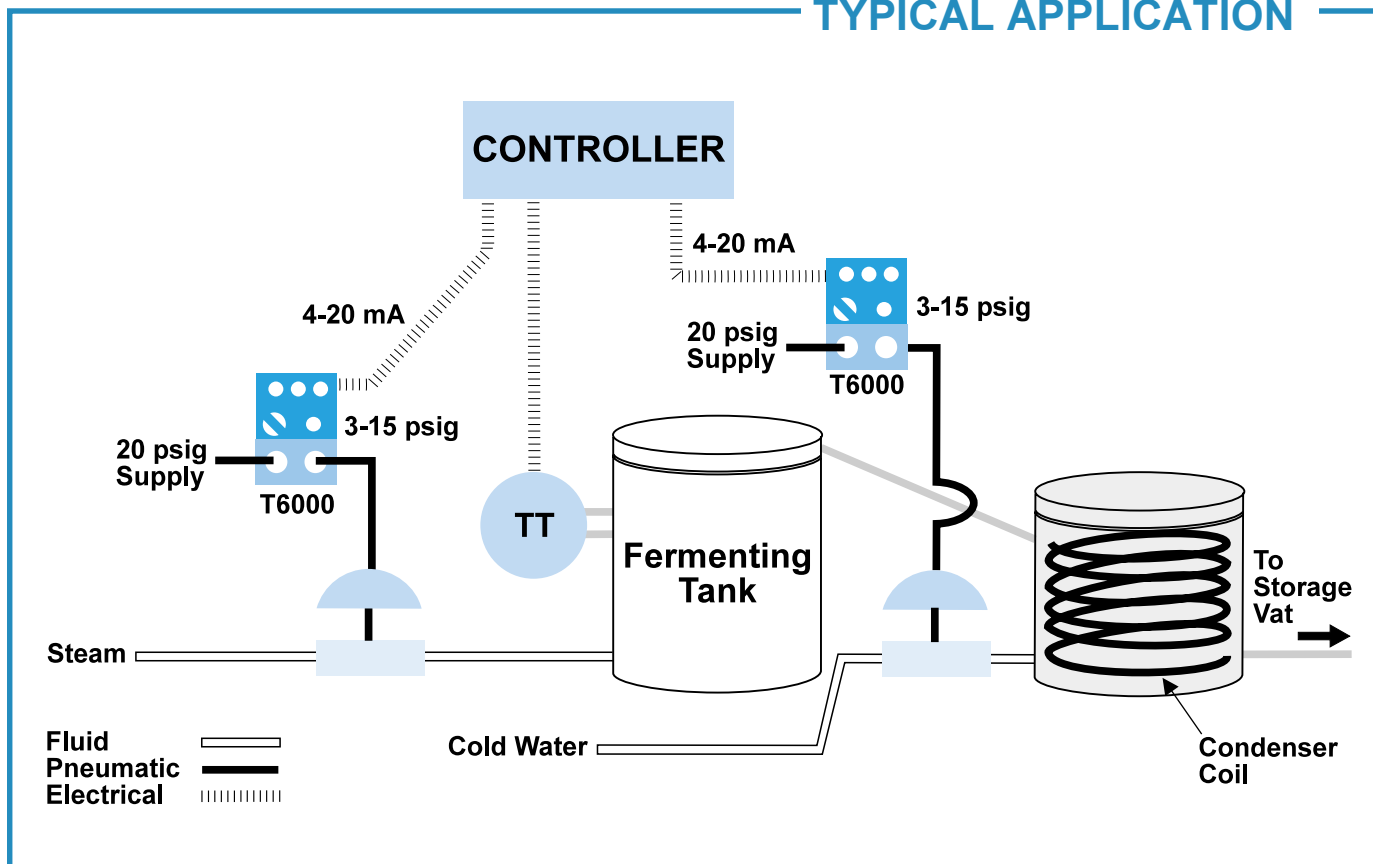 TYPICAL APPLICATION
CONTROLLER
4-20 mA
4-20 mA
3-15 psig
20 psig
Supply
T6000
3-15 psig
20 psig
Supply
T6000
TT
Fermenting
Tank
To
Storage
Vat
Steam
Cold Water
Condenser
Coil
Fluid
Pneumatic
Electrical